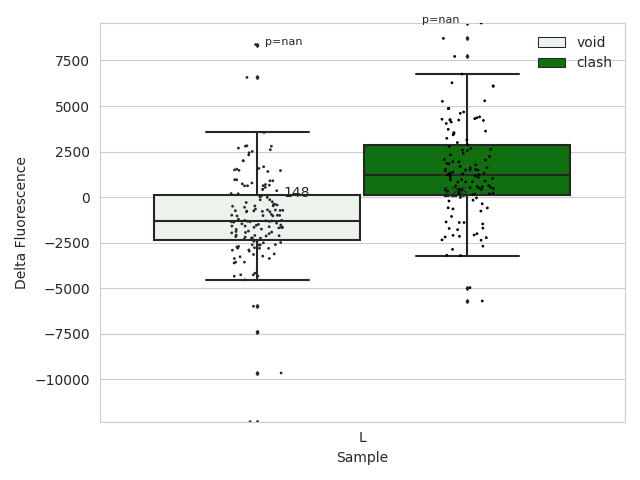 p=nan
p=nan
void
clash
7500
5000
2500
0
−2500
−5000
−7500
−10000
148
Delta Fluorescence
L
Sample